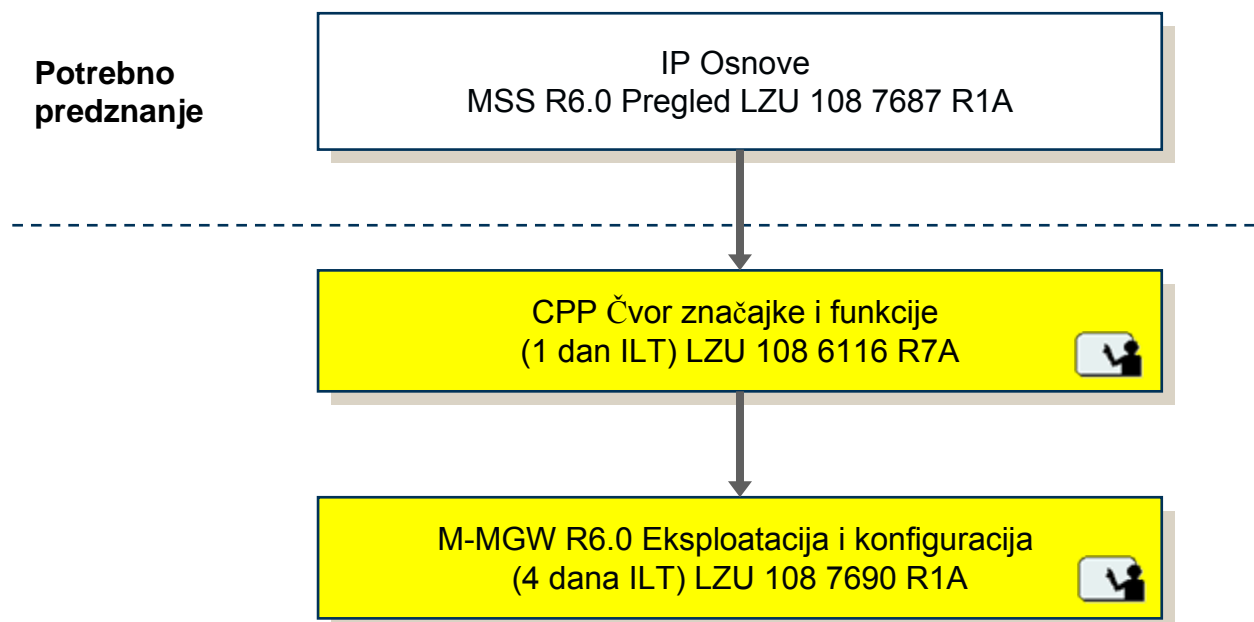 Potrebno
predznanje
IP Osnove
MSS R6.0 Pregled LZU 108 7687 R1A
CPP Čvor značajke i funkcije
(1 dan ILT) LZU 108 6116 R7A
M-MGW R6.0 Eksploatacija i konfiguracija
(4 dana ILT) LZU 108 7690 R1A